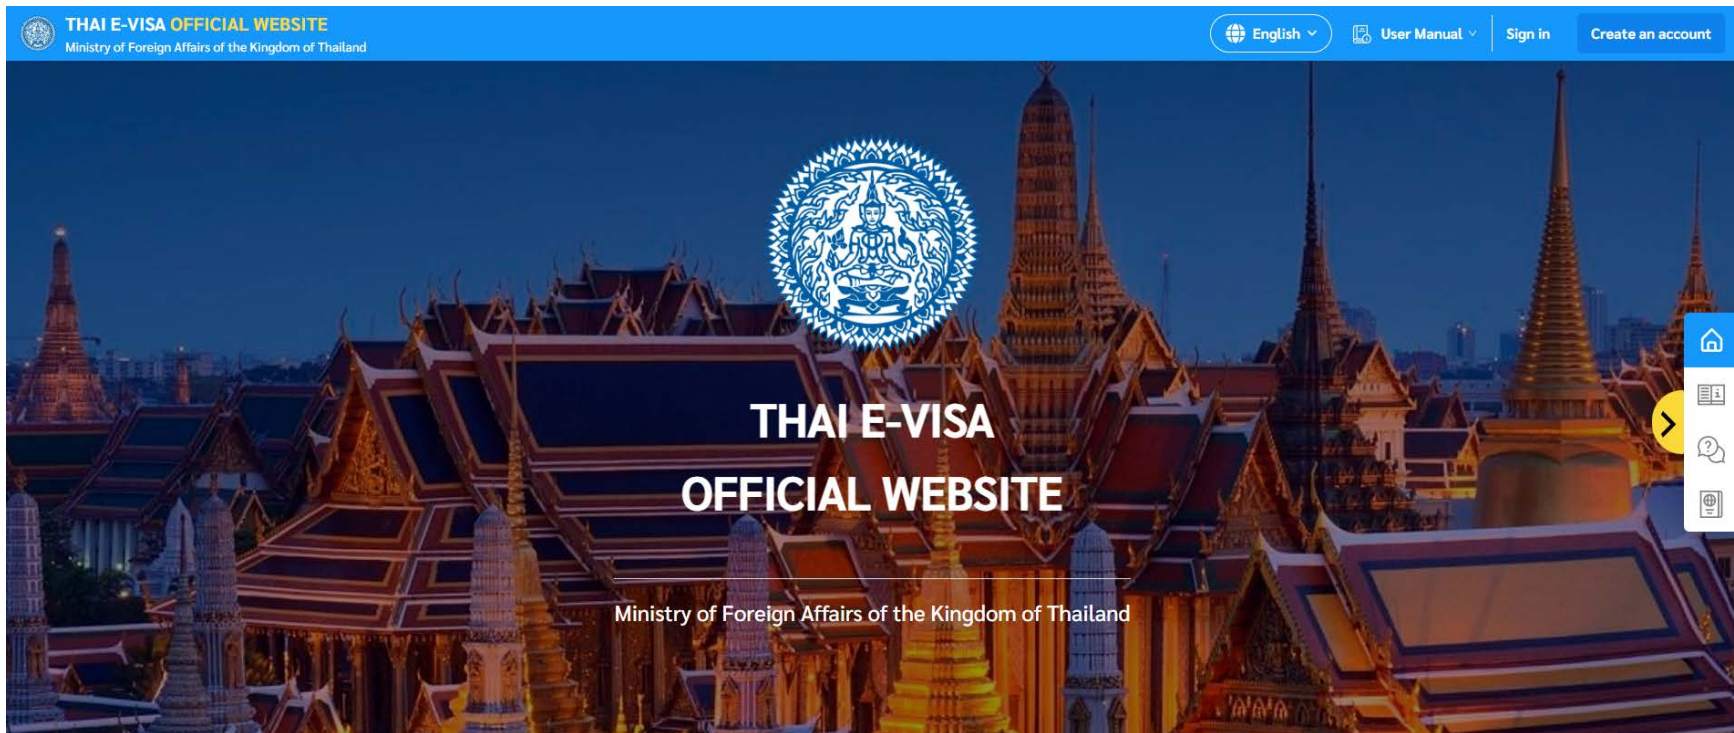 THAI E-VISA OFFICIAL WEBSITE
Ministry of Foreign Affairs of the Kingdom of Thailand
English
User Manual
Sign in
Create an account
THAI E-VISA
OFFICIAL WEBSITE
Ministry of Foreign Affairs of the Kingdom of Thailand